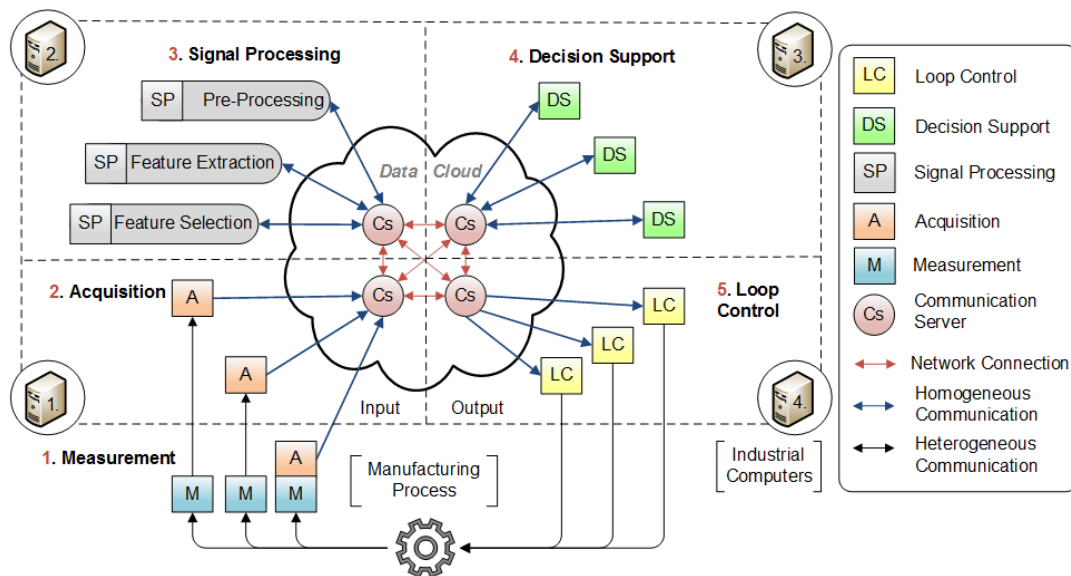 2.
3. Signal Processing
4. Decision Support
3.
SP Pre-Processing
DS
SP Feature Extraction
DS
SP Feature Selection
DS
Data Cloud
Cs Cs
Cs Cs
2. Acquisition
A
A
A
5. Loop
Control
LC
LC
LC
1.
Input Output
4.
1. Measurement
M M M
Manufacturing
Process
Industrial
Computers
LC Loop Control
DS Decision Support
SP Signal Processing
A Acquisition
M Measurement
Cs Communication
Server
Network Connection
Homogeneous
Communication
Heterogeneous
Communication